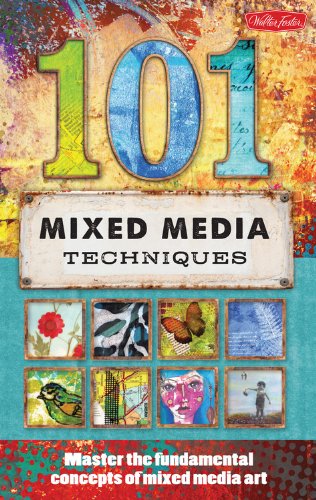 Walter Foster
101
MIXED MEDIA
TECHNIQUES
Master the fundamental
concepts of mixed media art